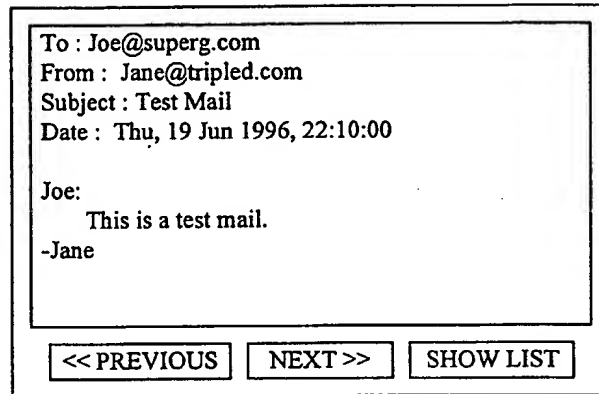 To : Joe@superg.com
From :  Jane@tripled.com
Subject : Test Mail
Date :  Thu, 19 Jun 1996, 22:10:00
Joe:
This is a test mail.
-Jane
<< PREVIOUS
NEXT >>
SHOW LIST